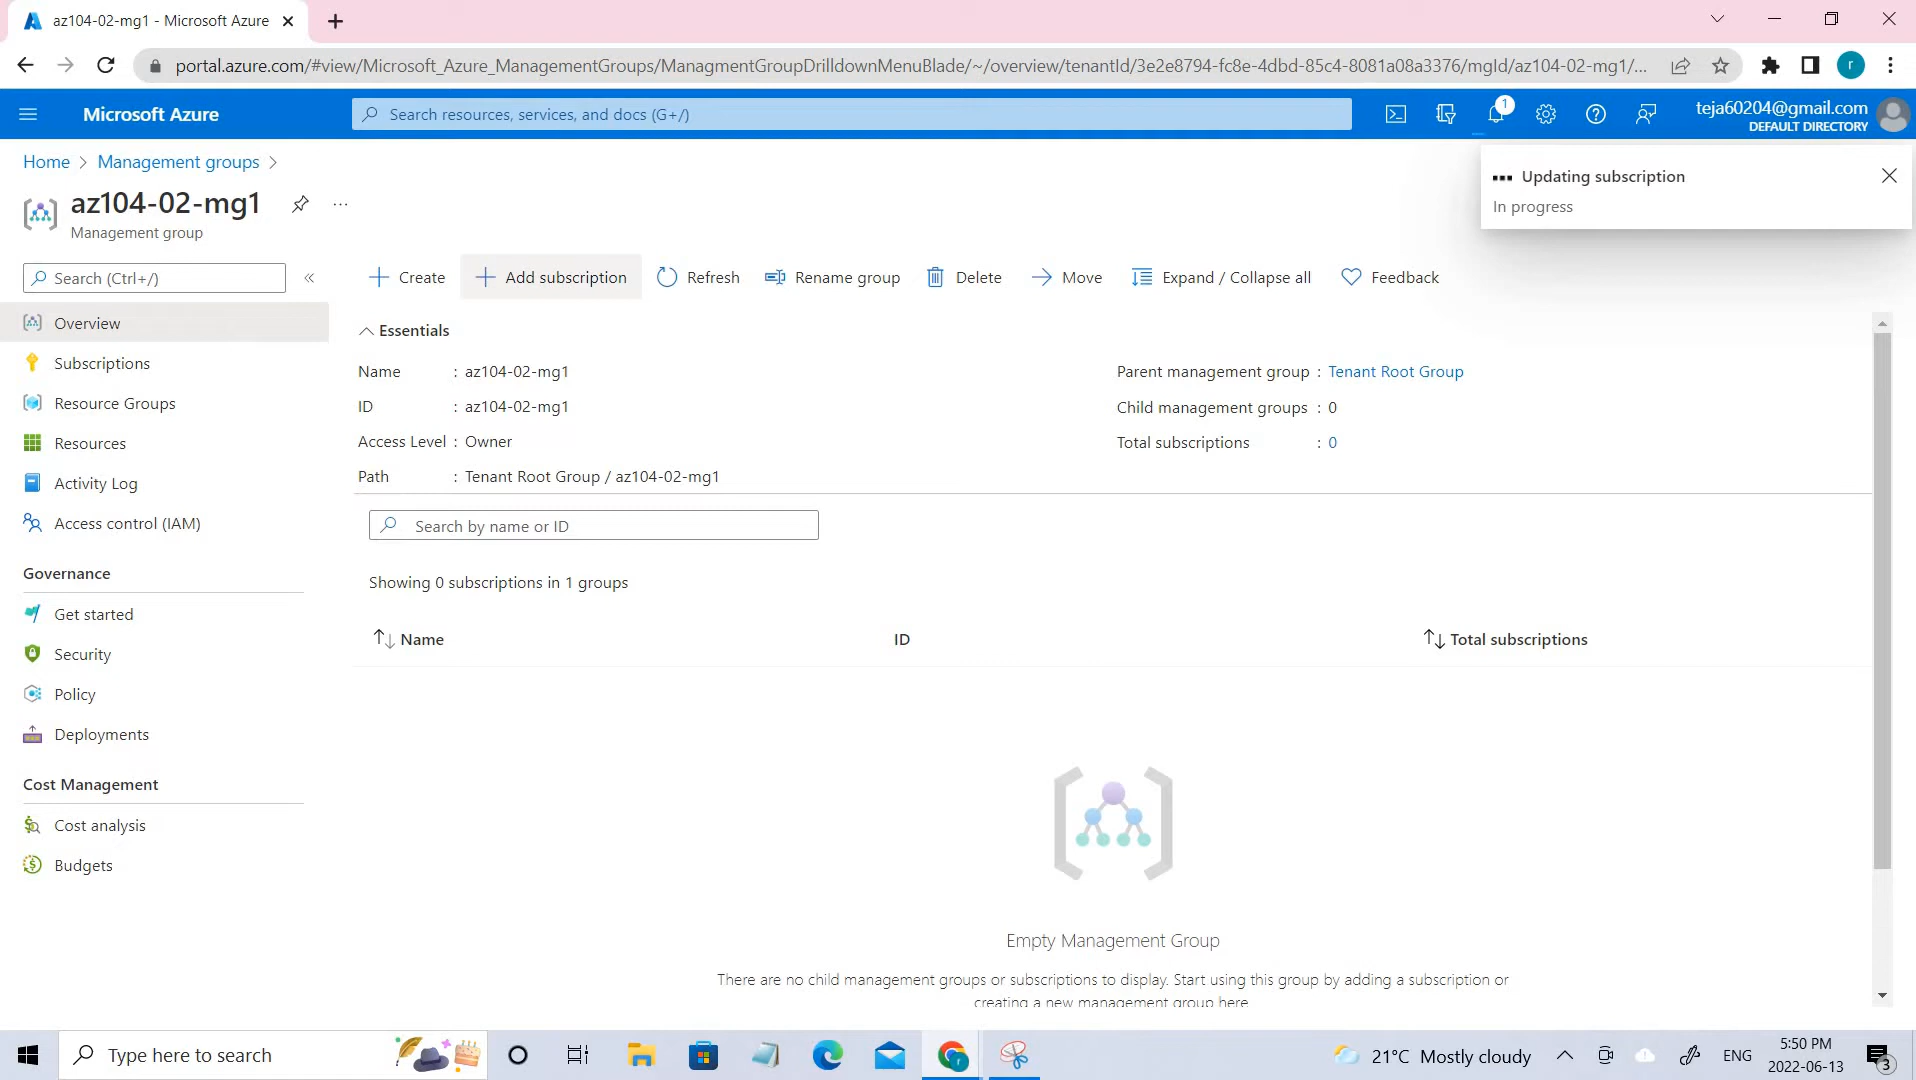 az104-02-mg1 - Microsoft Azure
portal.azure.com/#view/Microsoft_Azure_ManagementGroups/ManagmentGroupDrilldownMenuBlade/~/overview/tenantId/3e2e8794-fc8e-4dbd-85c4-8081a08a3376/mgId/az104-02-mg1/...
r
Microsoft Azure
Search resources, services, and docs (G+/)
1
teja60204@gmail.com
DEFAULT DIRECTORY
Home > Management groups >
Updating subscription
In progress
az104-02-mg1
Management group
Search (Ctrl+/)
Create
Add subscription
Refresh
Rename group
Delete
Move
Expand / Collapse all
Feedback
Overview
Subscriptions
Resource Groups
Resources
Activity Log
Access control (IAM)
Governance
Get started
Security
Policy
Deployments
Cost Management
Cost analysis
Budgets
Essentials
Name : az104-02-mg1
ID : az104-02-mg1
Access Level : Owner
Path : Tenant Root Group / az104-02-mg1
Parent management group : Tenant Root Group
Child management groups : 0
Total subscriptions : 0
Search by name or ID
Showing 0 subscriptions in 1 groups
Name ID Total subscriptions
Empty Management Group
There are no child management groups or subscriptions to display. Start using this group by adding a subscription or
creating a new management group here
Type here to search
r
21°C Mostly cloudy
ENG
5:50 PM
2022-06-13
3